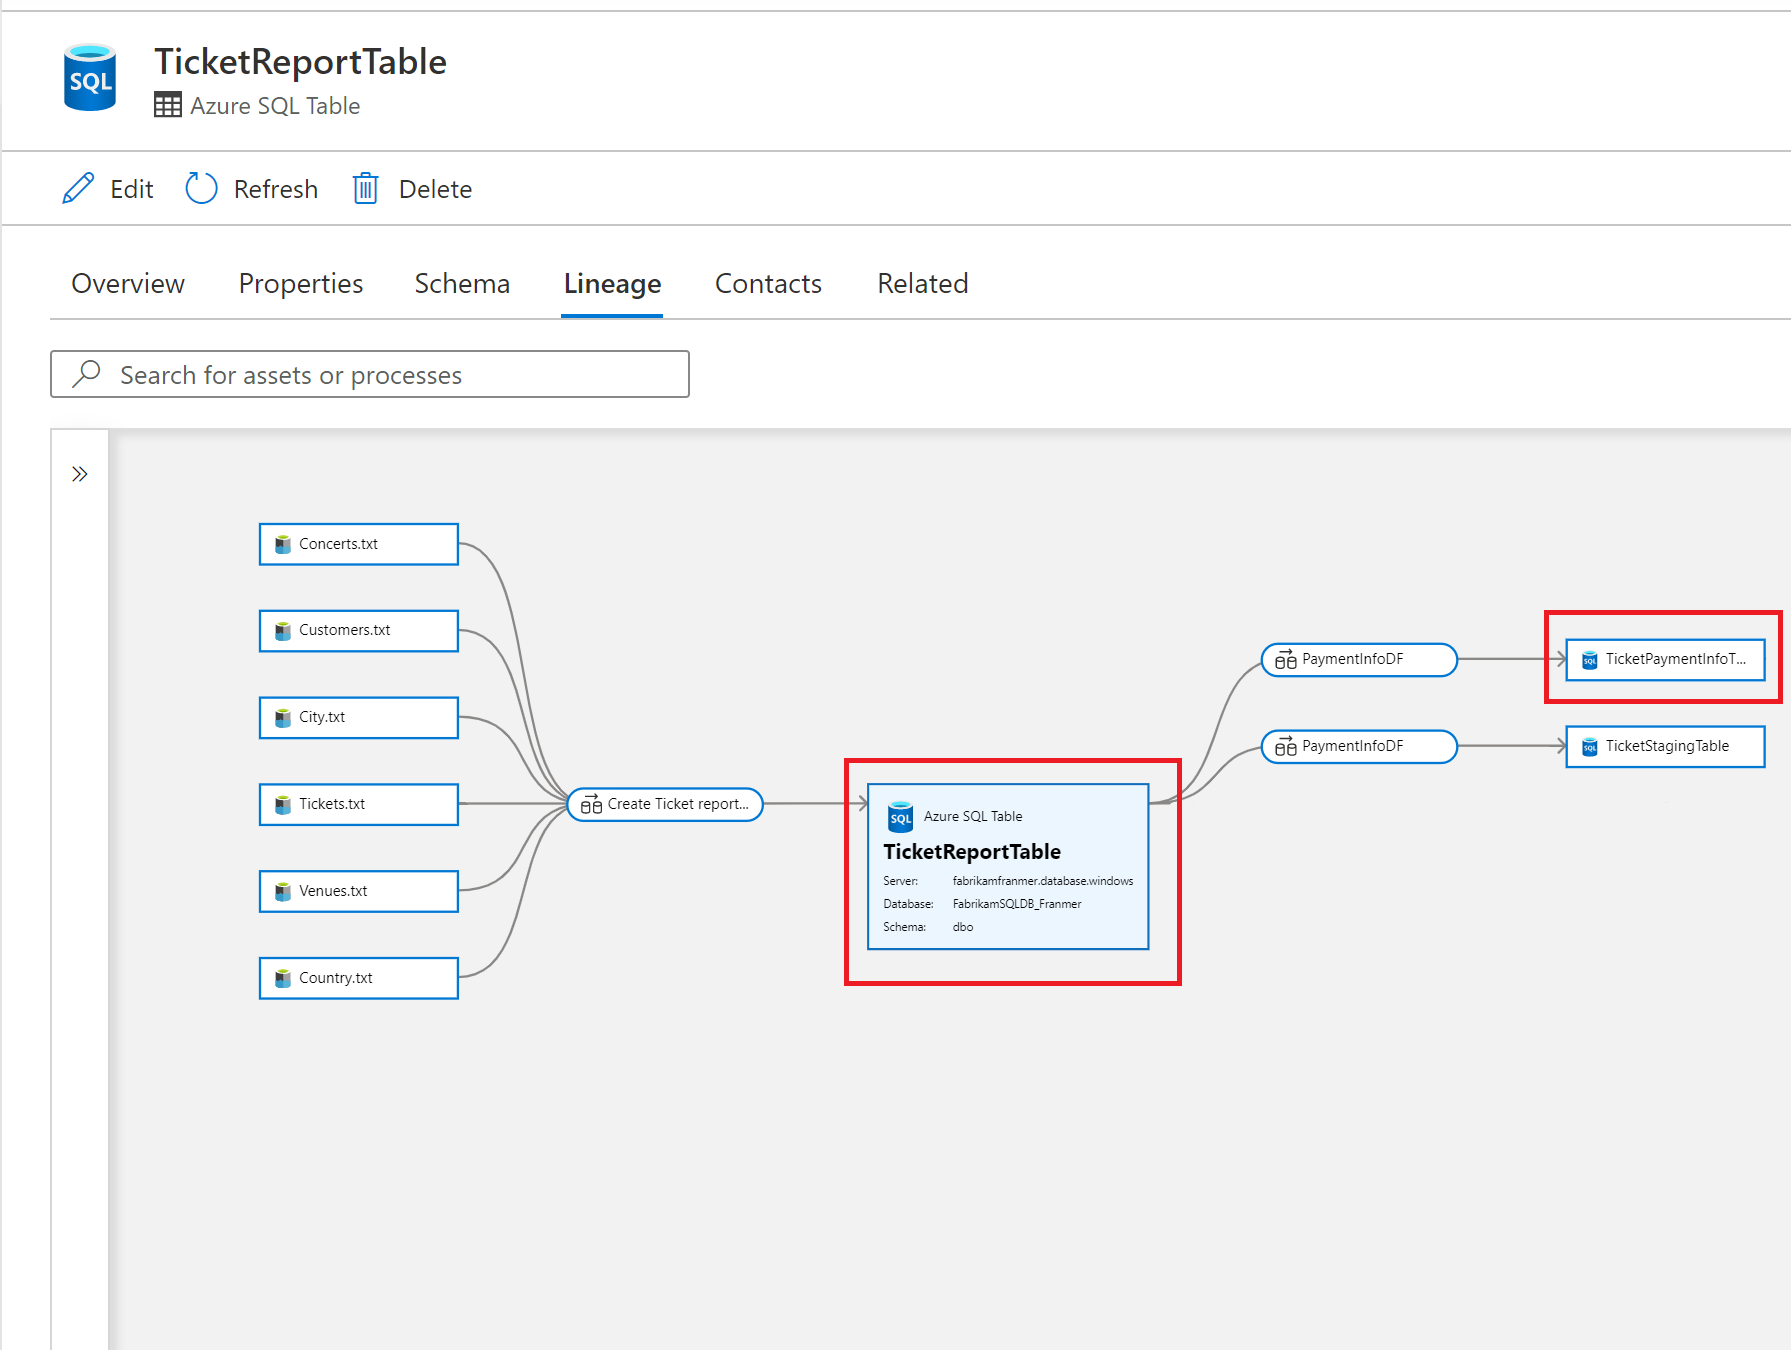 SQL
TicketReportTable
Azure SQL Table
Edit Refresh Delete
Overview Properties Schema Lineage Contacts Related
Search for assets or processes
Concerts.txt
Customers.txt
City.txt
Tickets.txt
Venues.txt
Country.txt
Create Ticket report...
SQL
Azure SQL Table
TicketReportTable
Server: fabrikamfranmer.database.windows
Database: FabrikamSQLDB_Franmer
Schema: dbo
PaymentInfoDF
SQL TicketPaymentInfoT...
PaymentInfoDF
SQL TicketStagingTable